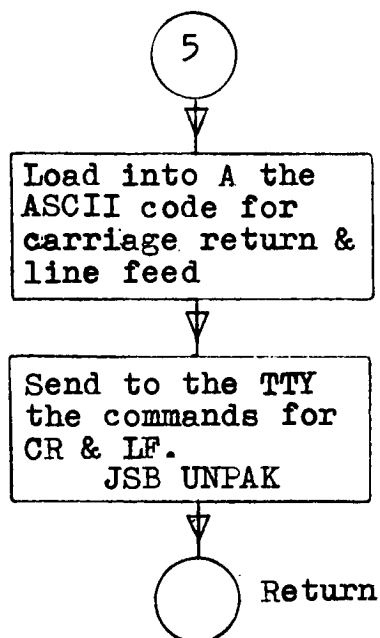 5
Load into A the
ASCII code for
carriage return &
line feed
Send to the TTY
the commands for
CR & LF.
JSB UNPAK
Return